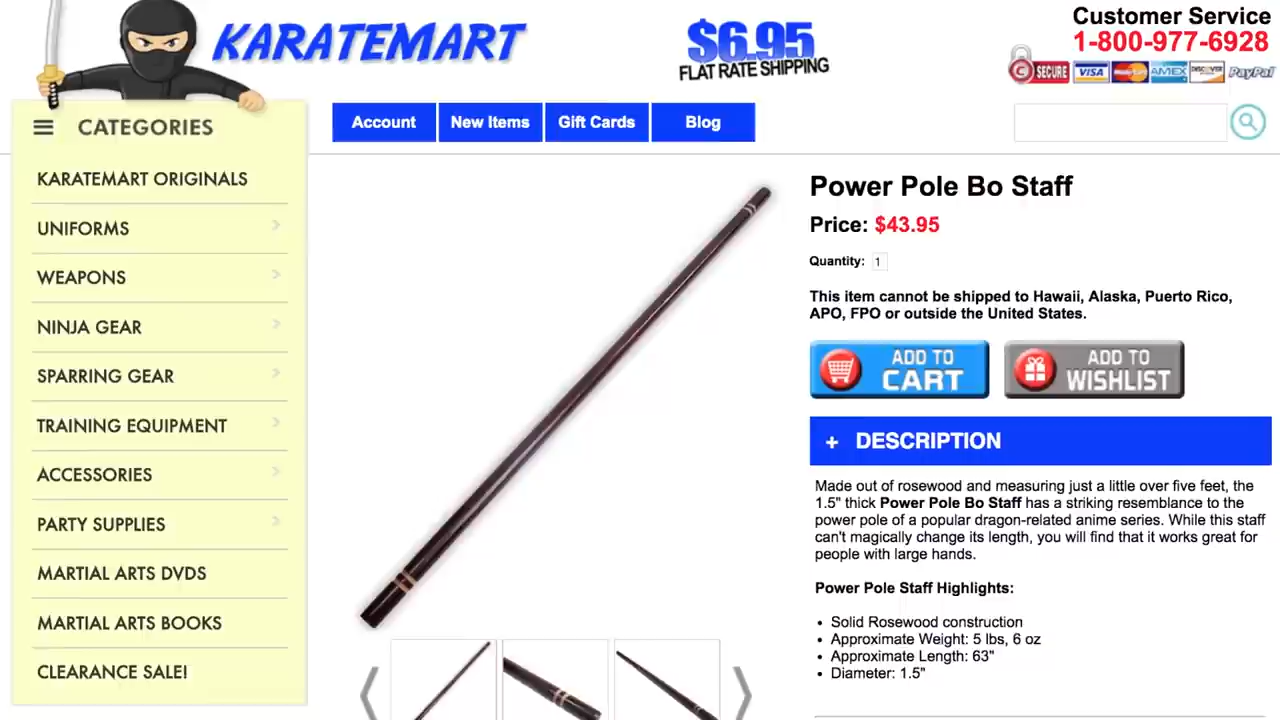 KARATEMART
$6.95
FLAT RATE SHIPPING
Customer Service
1-800-977-6928
SECURE VISA MasterCard AMEX DISCOVER PayPal
CATEGORIES
Account New Items Gift Cards Blog
KARATEMART ORIGINALS
UNIFORMS
WEAPONS
NINJA GEAR
SPARRING GEAR
TRAINING EQUIPMENT
ACCESSORIES
PARTY SUPPLIES
MARTIAL ARTS DVDS
MARTIAL ARTS BOOKS
CLEARANCE SALE!
Power Pole Bo Staff
Price: $43.95
Quantity: 1
This item cannot be shipped to Hawaii, Alaska, Puerto Rico,
APO, FPO or outside the United States.
ADD TO
CART
ADD TO
WISHLIST
+ DESCRIPTION
Made out of rosewood and measuring just a little over five feet, the
1.5" thick Power Pole Bo Staff has a striking resemblance to the
power pole of a popular dragon-related anime series. While this staff
can't magically change its length, you will find that it works great for
people with large hands.
Power Pole Staff Highlights:
• Solid Rosewood construction
• Approximate Weight: 5 lbs, 6 oz
• Approximate Length: 63"
• Diameter: 1.5"